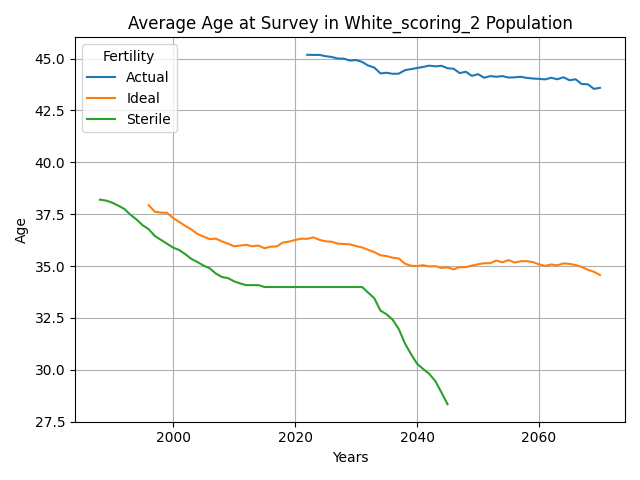 Average Age at Survey in White_scoring_2 Population
Fertility
Actual
Ideal
Sterile
45.0
42.5
40.0
37.5
35.0
32.5
30.0
27.5
Age
2000
2020
2040
2060
Years